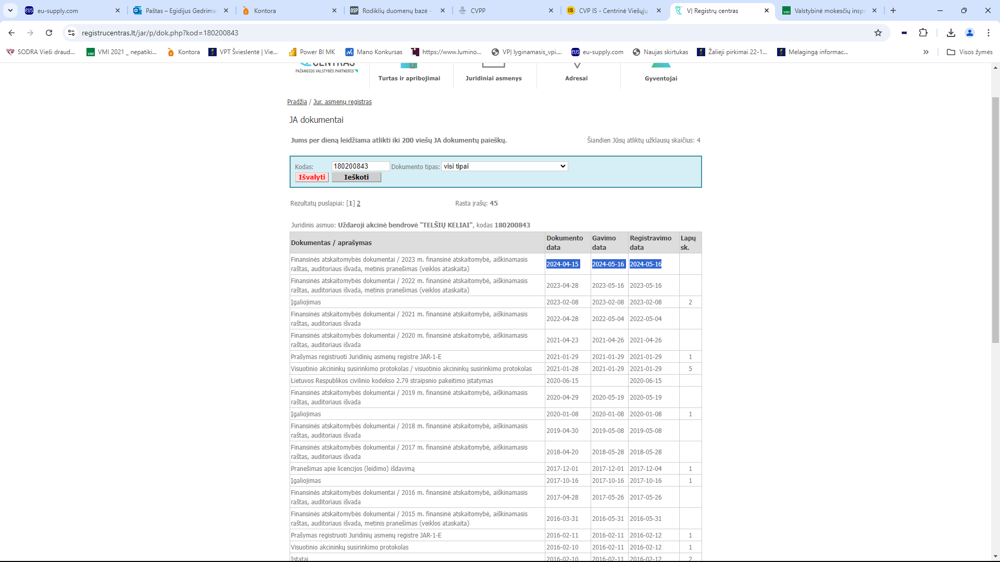 eu-supply.com
Paštas – Egidijus Gedrimas
Kontora
Rodiklių duomenų bazė -
CVPP
CVP IS - Centrinė Viešųjų
VĮ Registrų centras
Valstybinė mokesčių inspe
registrucentras.lt/jar/p/dok.php?kod=180200843
SODRA Vieši draud...
VMI 2021 _ nepatiki...
Kontora
VPT Švieslentė | Vie...
Power BI MK
Mano Konkursas
https://www.lumino...
VPĮ lyginamasis_vpi....
eu-supply.com
Naujas skirtukas
Žalieji pirkimai 22-1...
Melagingą informac...
Visos žymės
CENTRAS
PAŽANGIOS VALSTYBĖS PARTNERIS
Turtas ir apribojimai
Juridiniai asmenys
Adresai
Gyventojai
Pradžia / Jur. asmenų registras
JA dokumentai
Jums per dieną leidžiama atlikti iki 200 viešų JA dokumentų paieškų.
Šiandien Jūsų atliktų užklausų skaičius: 4
Kodas: 180200843 Dokumento tipas: visi tipai
Išvalyti Ieškoti
Rezultatų puslapiai: [1] 2
Rasta įrašų: 45
Juridinis asmuo: Uždaroji akcinė bendrovė "TELŠIŲ KELIAI", kodas 180200843
Dokumentas / aprašymas
Dokumento
data
Gavimo
data
Registravimo
data
Lapų
sk.
Finansinės atskaitomybės dokumentai / 2023 m. finansinė atskaitomybė, aiškinamasis
raštas, auditoriaus išvada, metinis pranešimas (veiklos ataskaita)
2024-04-15 2024-05-16 2024-05-16
Finansinės atskaitomybės dokumentai / 2022 m. finansinė atskaitomybė, aiškinamasis
raštas, auditoriaus išvada, metinis pranešimas (veiklos ataskaita)
2023-04-28 2023-05-16 2023-05-16
Įgaliojimas 2023-02-08 2023-02-08 2023-02-08 2
Finansinės atskaitomybės dokumentai / 2021 m. finansinė atskaitomybė, aiškinamasis
raštas, auditoriaus išvada
2022-04-28 2022-05-04 2022-05-04
Finansinės atskaitomybės dokumentai / 2020 m. finansinė atskaitomybė, aiškinamasis
raštas, auditoriaus išvada
2021-04-23 2021-04-26 2021-04-26
Prašymas registruoti Juridinių asmenų registre JAR-1-E 2021-01-29 2021-01-29 2021-01-29 1
Visuotinio akcininkų susirinkimo protokolas / visuotinio akcininkų susirinkimo protokolas 2021-01-28 2021-01-29 2021-01-29 5
Lietuvos Respublikos civilinio kodekso 2.79 straipsnio pakeitimo įstatymas 2020-06-15 2020-06-15
Finansinės atskaitomybės dokumentai / 2019 m. finansinė atskaitomybė, aiškinamasis
raštas, auditoriaus išvada
2020-04-29 2020-05-19 2020-05-19
Įgaliojimas 2020-01-08 2020-01-08 2020-01-08 1
Finansinės atskaitomybės dokumentai / 2018 m. finansinė atskaitomybė, aiškinamasis
raštas, auditoriaus išvada
2019-04-30 2019-05-08 2019-05-08
Finansinės atskaitomybės dokumentai / 2017 m. finansinė atskaitomybė, aiškinamasis
raštas, auditoriaus išvada
2018-04-20 2018-05-28 2018-05-28
Pranešimas apie licencijos (leidimo) išdavimą 2017-12-01 2017-12-01 2017-12-04 1
Įgaliojimas 2017-10-16 2017-10-16 2017-10-16 1
Finansinės atskaitomybės dokumentai / 2016 m. finansinė atskaitomybė, aiškinamasis
raštas, auditoriaus išvada
2017-04-28 2017-05-26 2017-05-26
Finansinės atskaitomybės dokumentai / 2015 m. finansinė atskaitomybė, aiškinamasis
raštas, auditoriaus išvada, metinis pranešimas (veiklos ataskaita)
2016-03-31 2016-05-31 2016-05-31
Prašymas registruoti Juridinių asmenų registre JAR-1-E 2016-02-11 2016-02-11 2016-02-12 1
Visuotinio akcininkų susirinkimo protokolas 2016-02-10 2016-02-11 2016-02-12 1
Įstatai 2016-02-10 2016-02-11 2016-02-12 2